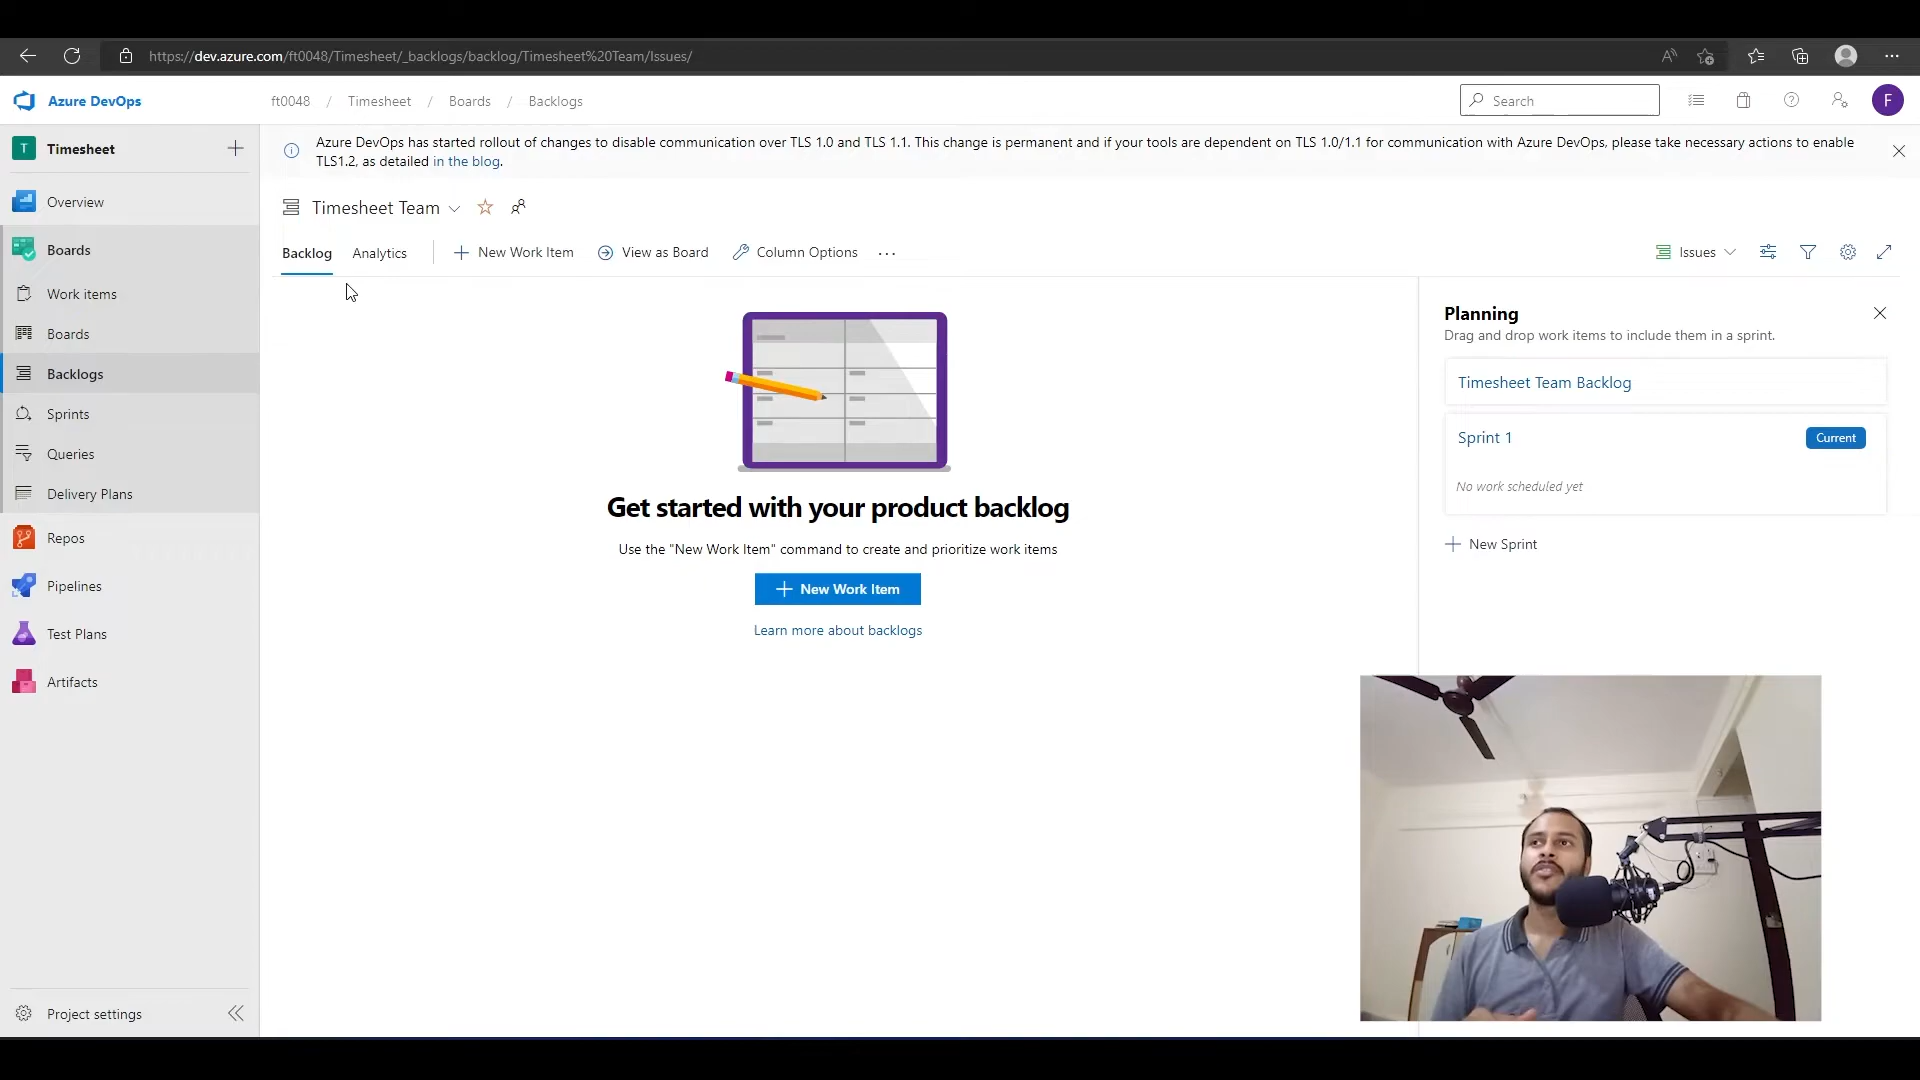 https://dev.azure.com/ft0048/Timesheet/_backlogs/backlog/Timesheet%20Team/Issues/
Azure DevOps
ft0048 / Timesheet / Boards / Backlogs
Search
F
T Timesheet
Azure DevOps has started rollout of changes to disable communication over TLS 1.0 and TLS 1.1. This change is permanent and if your tools are dependent on TLS 1.0/1.1 for communication with Azure DevOps, please take necessary actions to enable
TLS1.2, as detailed in the blog.
Overview
Boards
Work items
Boards
Backlogs
Sprints
Queries
Delivery Plans
Repos
Pipelines
Test Plans
Artifacts
Project settings
Timesheet Team
Backlog Analytics New Work Item View as Board Column Options ...
Issues
Get started with your product backlog
Use the "New Work Item" command to create and prioritize work items
New Work Item
Learn more about backlogs
Planning
Drag and drop work items to include them in a sprint.
Timesheet Team Backlog
Sprint 1 Current
No work scheduled yet
New Sprint